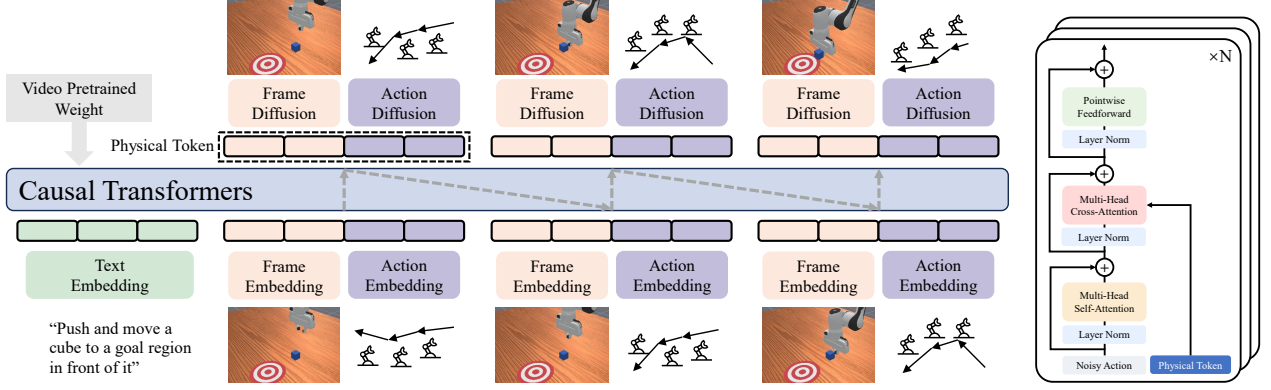 Video Pretrained
Weight
Frame
Diffusion
Action
Diffusion
Frame
Diffusion
Action
Diffusion
Frame
Diffusion
Action
Diffusion
Physical Token
Causal Transformers
Text
Embedding
Frame
Embedding
Action
Embedding
Frame
Embedding
Action
Embedding
Frame
Embedding
Action
Embedding
“Push and move a
cube to a goal region
in front of it”
×N
Pointwise
Feedforward
Layer Norm
Multi-Head
Cross-Attention
Layer Norm
Multi-Head
Self-Attention
Layer Norm
Noisy Action
Physical Token